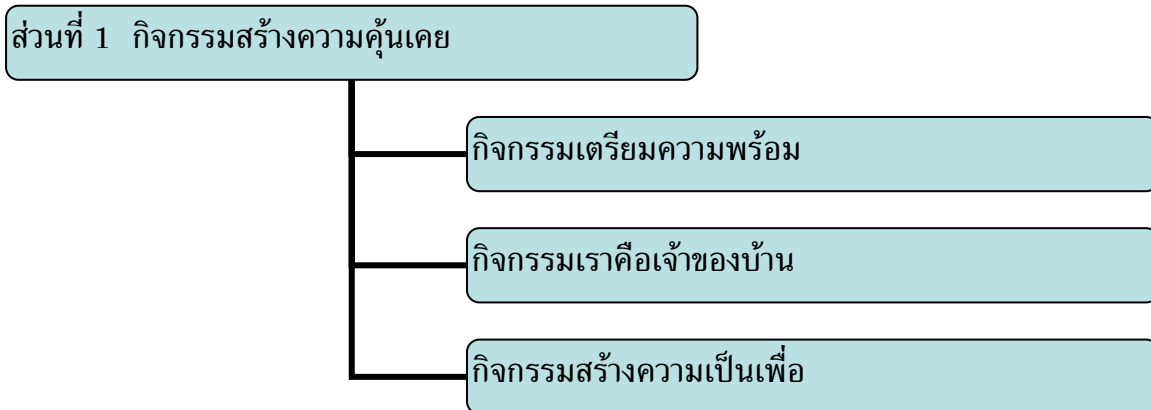 ส่วนที่ 1 กิจกรรมสร้างความคุ้นเคย
กิจกรรมเตรียมความพร้อม
กิจกรรมเราคือเจ้าของบ้าน
กิจกรรมสร้างความเป็นเพื่อ